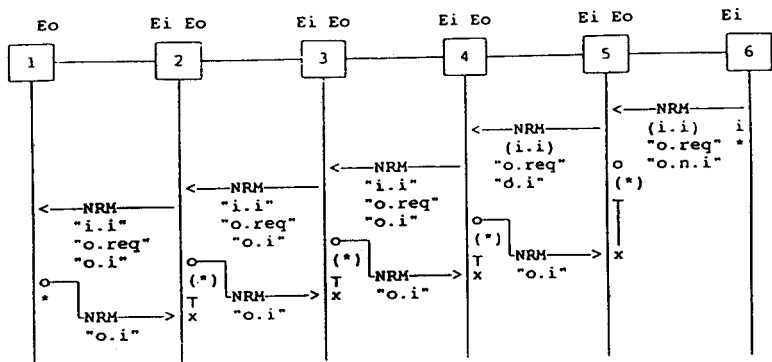 Eo Ei Eo Ei Eo Ei Eo Ei Eo Ei
1 2 3 4 5 6
<—NRM—
(i.i) i
"o.req" *
"o.n.i"
<—NRM—
(i.i)
"o.req"
"d.i"
o
(*)
T
x
<—NRM—
"i.i"
"o.req"
"o.i"
o
(*)
T
x
NRM—>
"o.i"
<—NRM—
"i.i"
"o.req"
"o.i"
o
(*)
T
x
NRM—>
"o.i"
<—NRM—
"i.i"
"o.req"
"o.i"
o
(*)
T
x
NRM—>
"o.i"
o
*
NRM—>
"o.i"